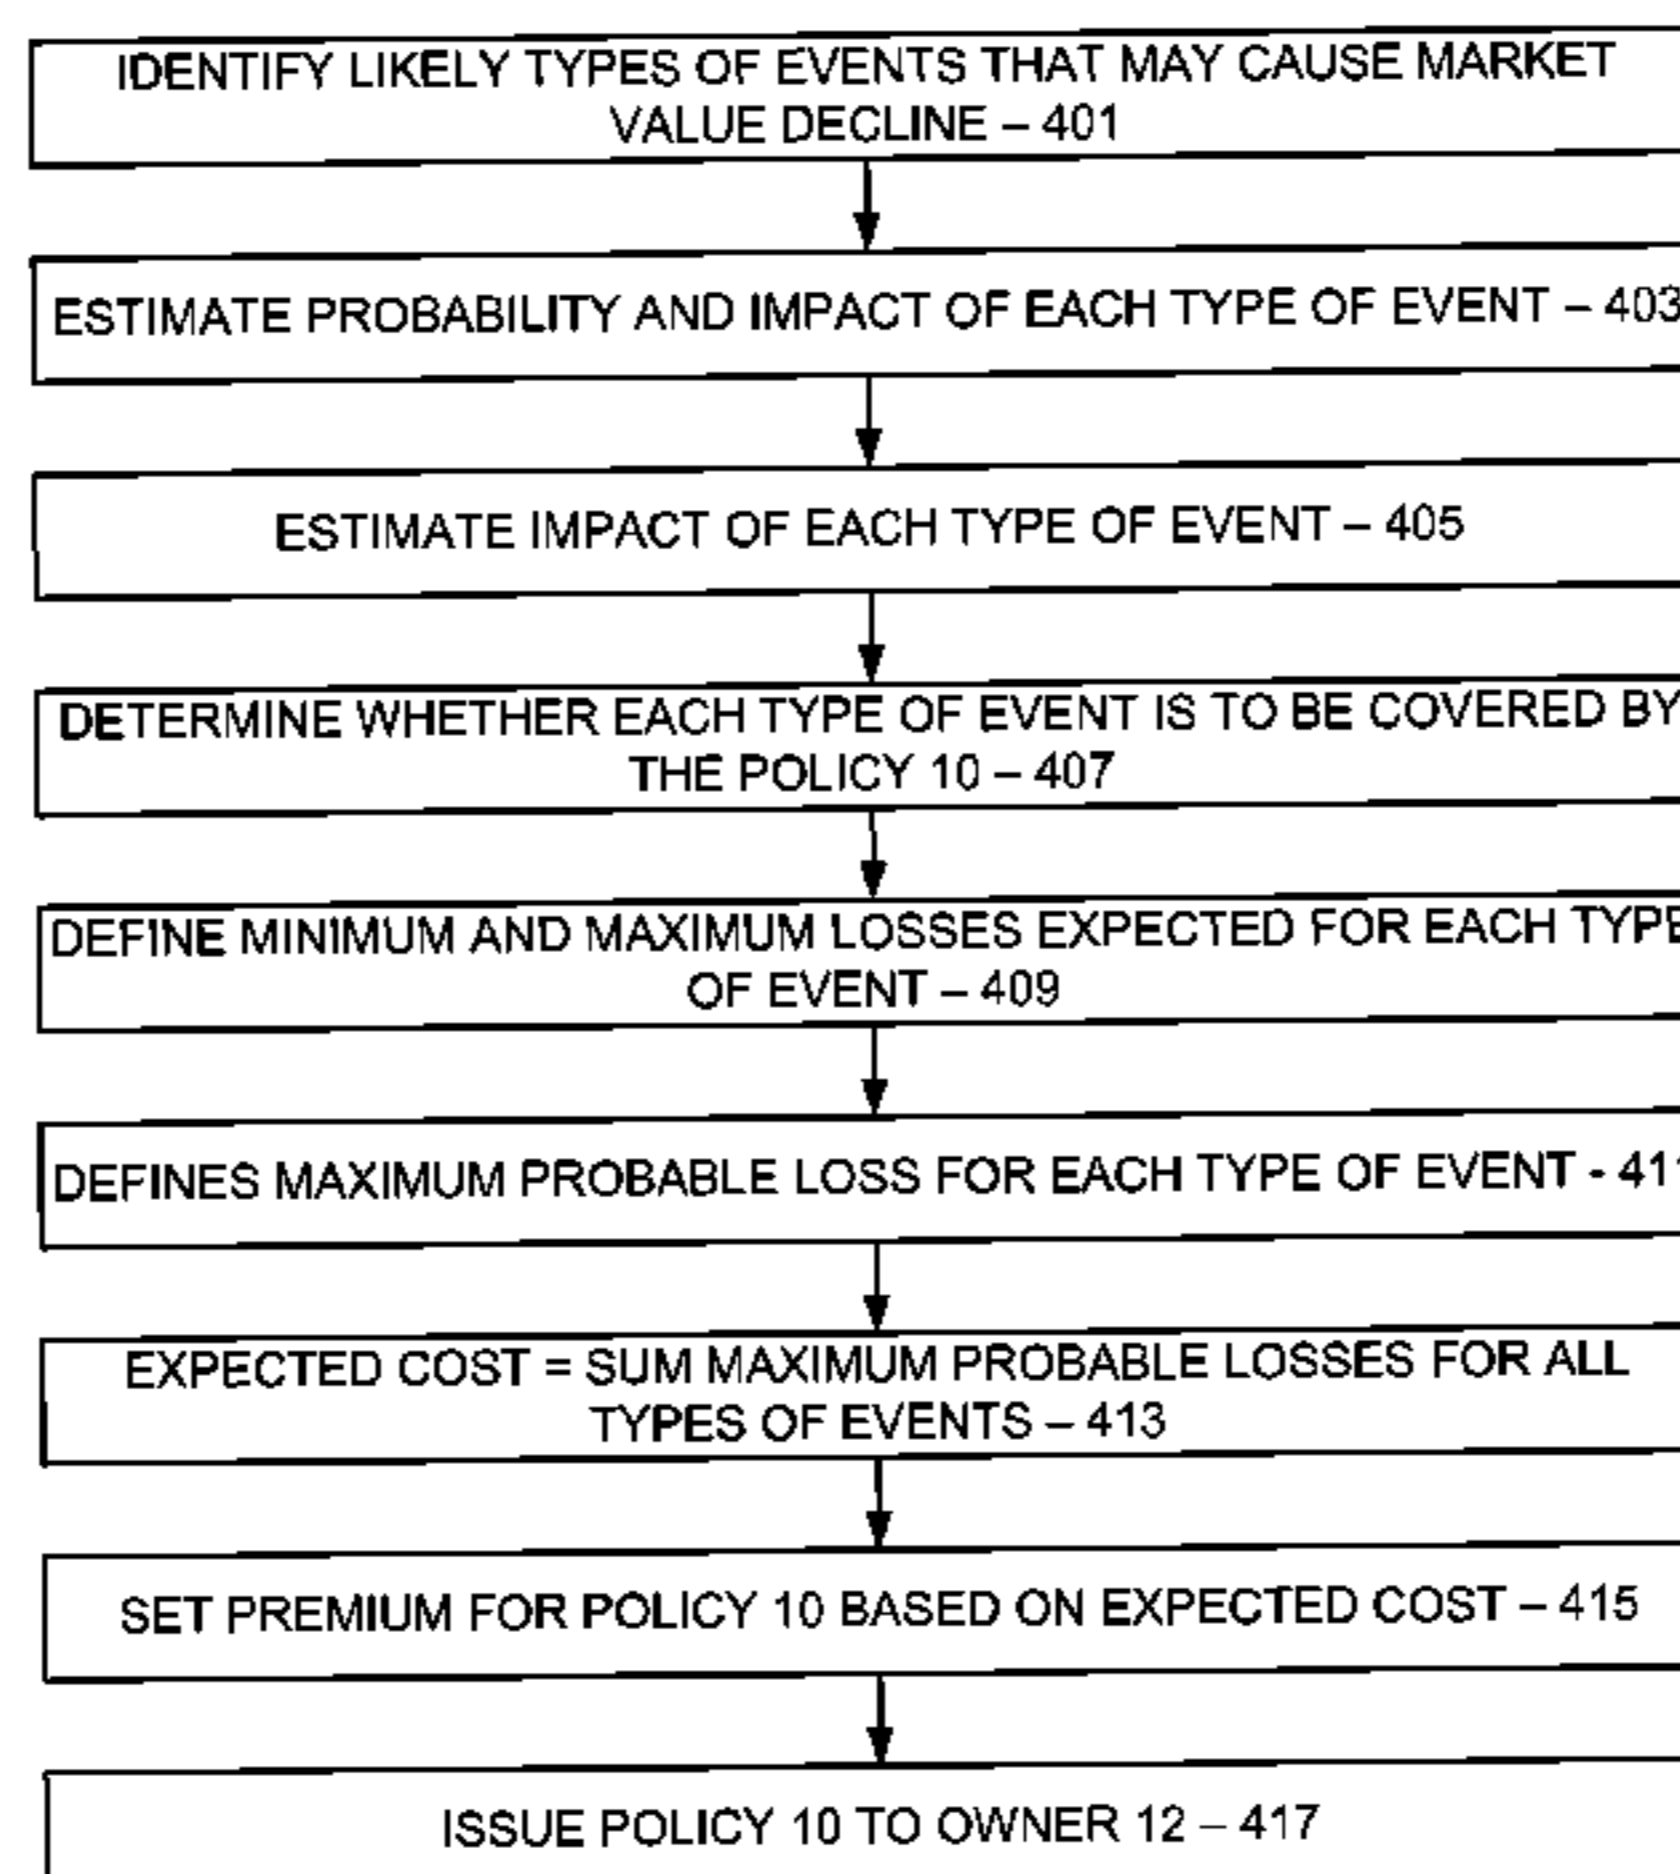 IDENTIFY LIKELY TYPES OF EVENTS THAT MAY CAUSE MARKET
VALUE DECLINE – 401
ESTIMATE PROBABILITY AND IMPACT OF EACH TYPE OF EVENT – 403
ESTIMATE IMPACT OF EACH TYPE OF EVENT – 405
DETERMINE WHETHER EACH TYPE OF EVENT IS TO BE COVERED BY
THE POLICY 10 – 407
DEFINE MINIMUM AND MAXIMUM LOSSES EXPECTED FOR EACH TYPE
OF EVENT – 409
DEFINES MAXIMUM PROBABLE LOSS FOR EACH TYPE OF EVENT - 411
EXPECTED COST = SUM MAXIMUM PROBABLE LOSSES FOR ALL
TYPES OF EVENTS – 413
SET PREMIUM FOR POLICY 10 BASED ON EXPECTED COST – 415
ISSUE POLICY 10 TO OWNER 12 – 417